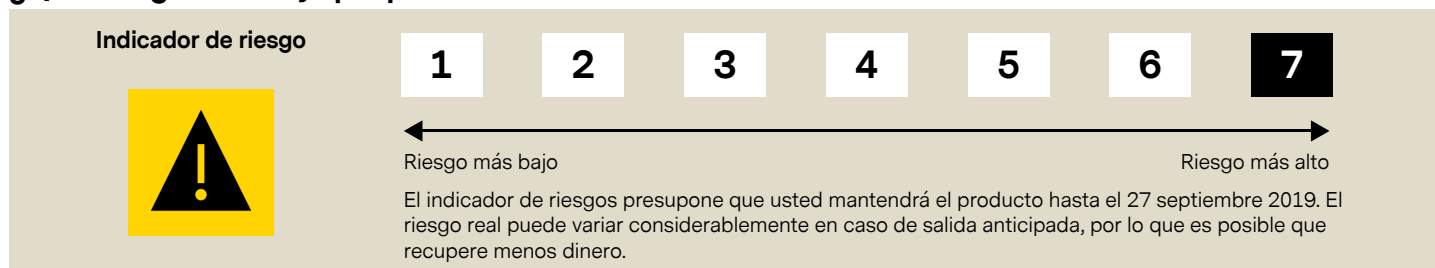 Indicador de riesgo
1 2 3 4 5 6 7
Riesgo más bajo Riesgo más alto
El indicador de riesgos presupone que usted mantendrá el producto hasta el 27 septiembre 2019. El
riesgo real puede variar considerablemente en caso de salida anticipada, por lo que es posible que
recupere menos dinero.